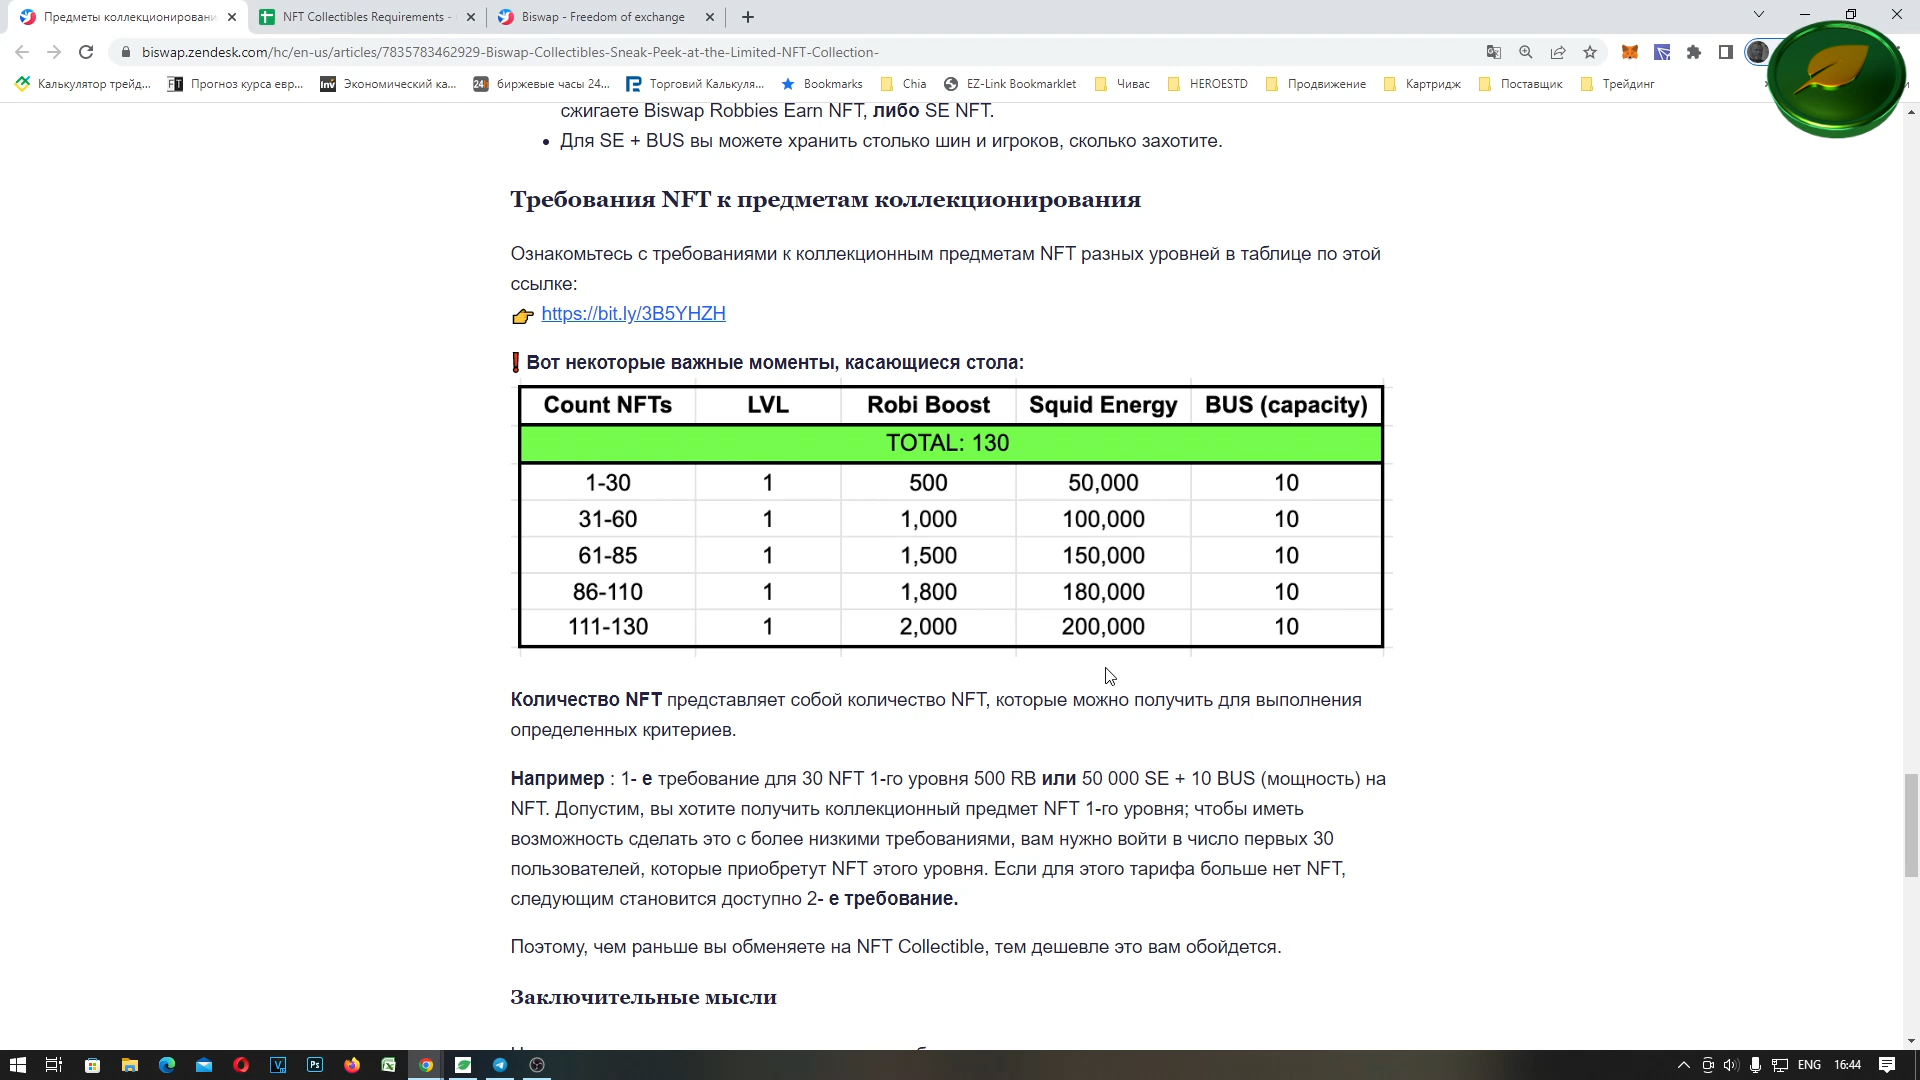 Предметы коллекционировани
NFT Collectibles Requirements -
Biswap - Freedom of exchange
biswap.zendesk.com/hc/en-us/articles/7835783462929-Biswap-Collectibles-Sneak-Peek-at-the-Limited-NFT-Collection-
Калькулятор трейд...
Прогноз курса евр...
Экономический ка...
биржевые часы 24...
Торговий Калькуля...
Bookmarks
Chia
EZ-Link Bookmarklet
Чивас
HEROESTD
Продвижение
Картридж
Поставщик
Трейдинг
сжигаете Biswap Robbies Earn NFT, либо SE NFT.
• Для SE + BUS вы можете хранить столько шин и игроков, сколько захотите.
Требования NFT к предметам коллекционирования
Ознакомьтесь с требованиями к коллекционным предметам NFT разных уровней в таблице по этой
ссылке:
👉 https://bit.ly/3B5YHZH
❗ Вот некоторые важные моменты, касающиеся стола:
Count NFTs LVL Robi Boost Squid Energy BUS (capacity)
TOTAL: 130
1-30 1 500 50,000 10
31-60 1 1,000 100,000 10
61-85 1 1,500 150,000 10
86-110 1 1,800 180,000 10
111-130 1 2,000 200,000 10
Количество NFT представляет собой количество NFT, которые можно получить для выполнения
определенных критериев.
Например : 1- е требование для 30 NFT 1-го уровня 500 RB или 50 000 SE + 10 BUS (мощность) на
NFT. Допустим, вы хотите получить коллекционный предмет NFT 1-го уровня; чтобы иметь
возможность сделать это с более низкими требованиями, вам нужно войти в число первых 30
пользователей, которые приобретут NFT этого уровня. Если для этого тарифа больше нет NFT,
следующим становится доступно 2- е требование.
Поэтому, чем раньше вы обменяете на NFT Collectible, тем дешевле это вам обойдется.
Заключительные мысли
ENG 16:44